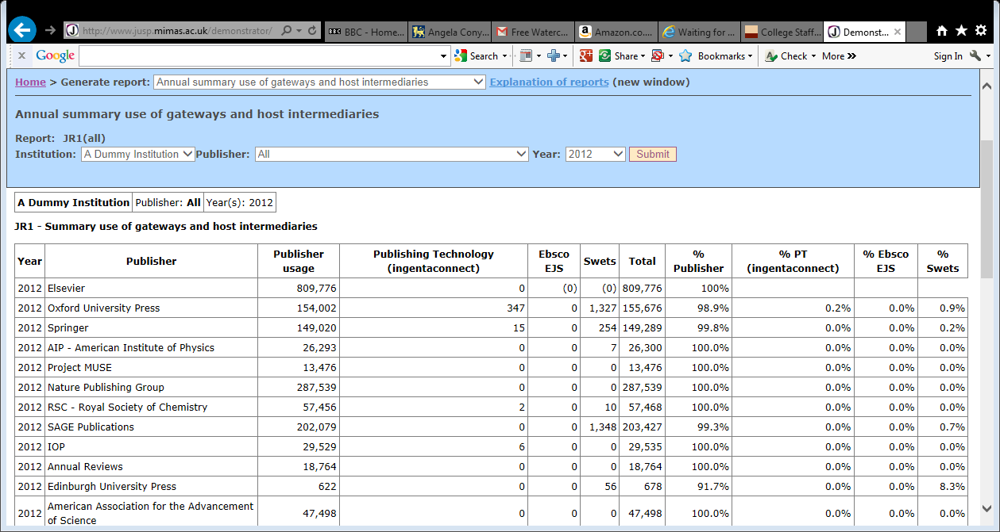 http://www.jusp.mimas.ac.uk/demonstrator/
BBC - Home...
Angela Cony...
Free Waterc...
Amazon.co....
Waiting for ...
College Staff...
Demonst...
x Google Search Share Bookmarks Check More » Sign In
Home > Generate report: Annual summary use of gateways and host intermediaries Explanation of reports (new window)
Annual summary use of gateways and host intermediaries
Report: JR1(all)
Institution: A Dummy Institution Publisher: All Year: 2012 Submit
A Dummy Institution Publisher: All Year(s): 2012
JR1 - Summary use of gateways and host intermediaries
Year Publisher Publisher usage Publishing Technology (ingentaconnect) Ebsco EJS Swets Total % Publisher % PT (ingentaconnect) % Ebsco EJS % Swets
2012 Elsevier 809,776 0 (0) (0) 809,776 100%
2012 Oxford University Press 154,002 347 0 1,327 155,676 98.9% 0.2% 0.0% 0.9%
2012 Springer 149,020 15 0 254 149,289 99.8% 0.0% 0.0% 0.2%
2012 AIP - American Institute of Physics 26,293 0 0 7 26,300 100.0% 0.0% 0.0% 0.0%
2012 Project MUSE 13,476 0 0 0 13,476 100.0% 0.0% 0.0% 0.0%
2012 Nature Publishing Group 287,539 0 0 0 287,539 100.0% 0.0% 0.0% 0.0%
2012 RSC - Royal Society of Chemistry 57,456 2 0 10 57,468 100.0% 0.0% 0.0% 0.0%
2012 SAGE Publications 202,079 0 0 1,348 203,427 99.3% 0.0% 0.0% 0.7%
2012 IOP 29,529 6 0 0 29,535 100.0% 0.0% 0.0% 0.0%
2012 Annual Reviews 18,764 0 0 0 18,764 100.0% 0.0% 0.0% 0.0%
2012 Edinburgh University Press 622 0 0 56 678 91.7% 0.0% 0.0% 8.3%
2012 American Association for the Advancement of Science 47,498 0 0 0 47,498 100.0% 0.0% 0.0% 0.0%